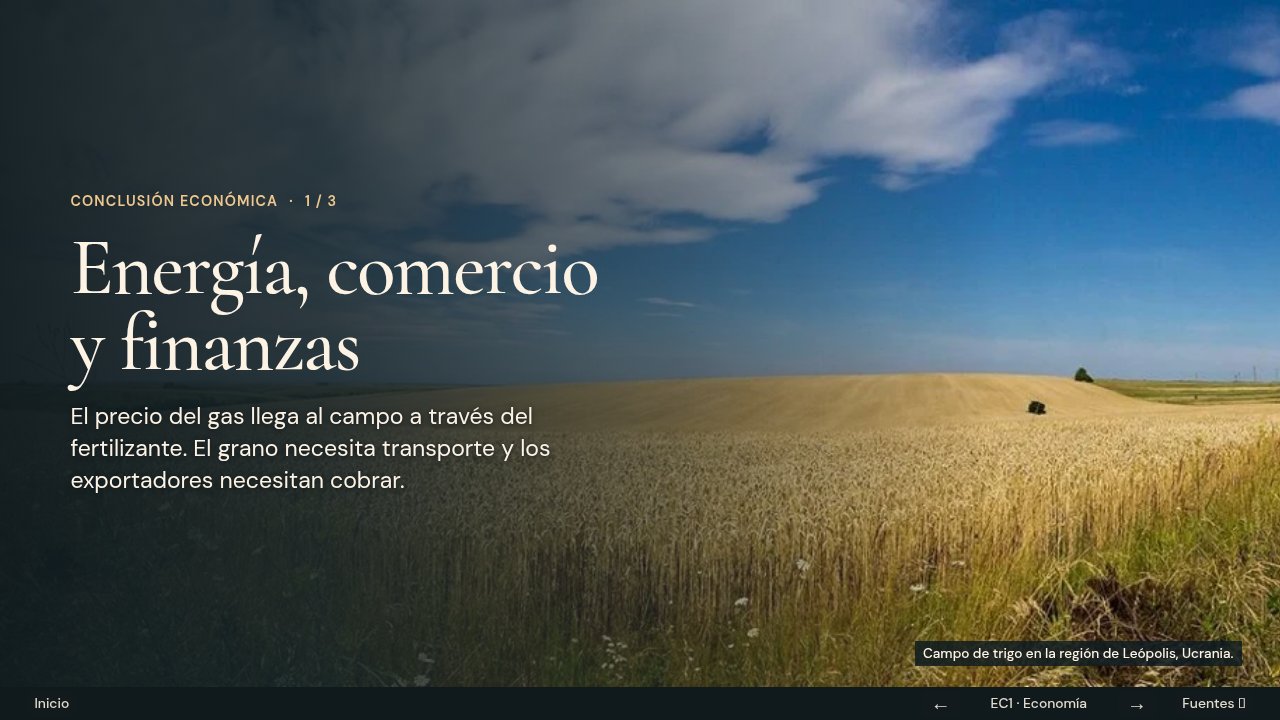 CONCLUSIÓN ECONÓMICA · 1 / 3
Energía, comercio
y finanzas
El precio del gas llega al campo a través del
fertilizante. El grano necesita transporte y los
exportadores necesitan cobrar.
Campo de trigo en la región de Leópolis, Ucrania.
Inicio
← EC1 · Economía → Fuentes